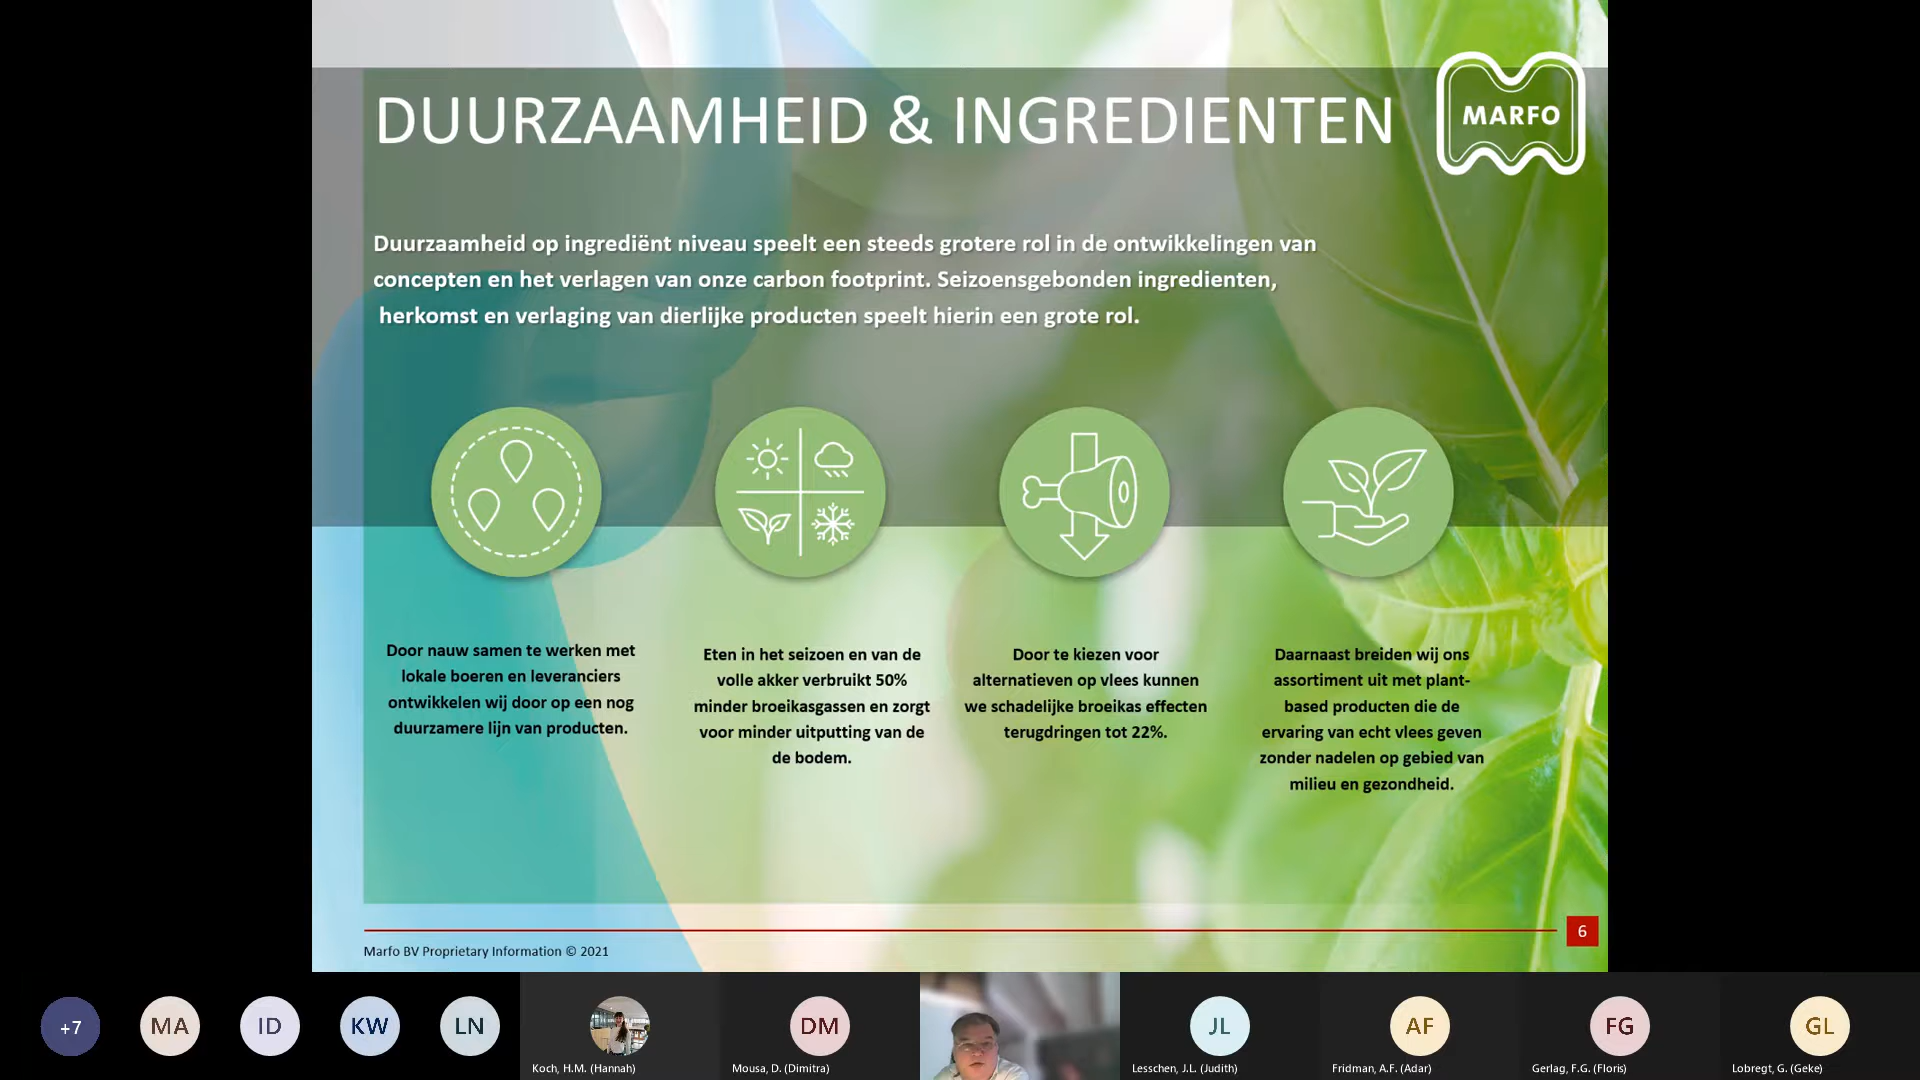 DUURZAAMHEID & INGREDIENTEN
MARFO
Duurzaamheid op ingrediënt niveau speelt een steeds grotere rol in de ontwikkelingen van
concepten en het verlagen van onze carbon footprint. Seizoensgebonden ingredienten,
herkomst en verlaging van dierlijke producten speelt hierin een grote rol.
Door nauw samen te werken met
lokale boeren en leveranciers
ontwikkelen wij door op een nog
duurzamere lijn van producten.
Eten in het seizoen en van de
volle akker verbruikt 50%
minder broeikasgassen en zorgt
voor minder uitputting van de
de bodem.
Door te kiezen voor
alternatieven op vlees kunnen
we schadelijke broeikas effecten
terugdringen tot 22%.
Daarnaast breiden wij ons
assortiment uit met plant-
based producten die de
ervaring van echt vlees geven
zonder nadelen op gebied van
milieu en gezondheid.
Marfo BV Proprietary Information © 2021
6
+7
MA
ID
KW
LN
Koch, H.M. (Hannah)
DM
Mousa, D. (Dimitra)
JL
Lesschen, J.L. (Judith)
AF
Fridman, A.F. (Adar)
FG
Gerlag, F.G. (Floris)
GL
Lobregt, G. (Geke)